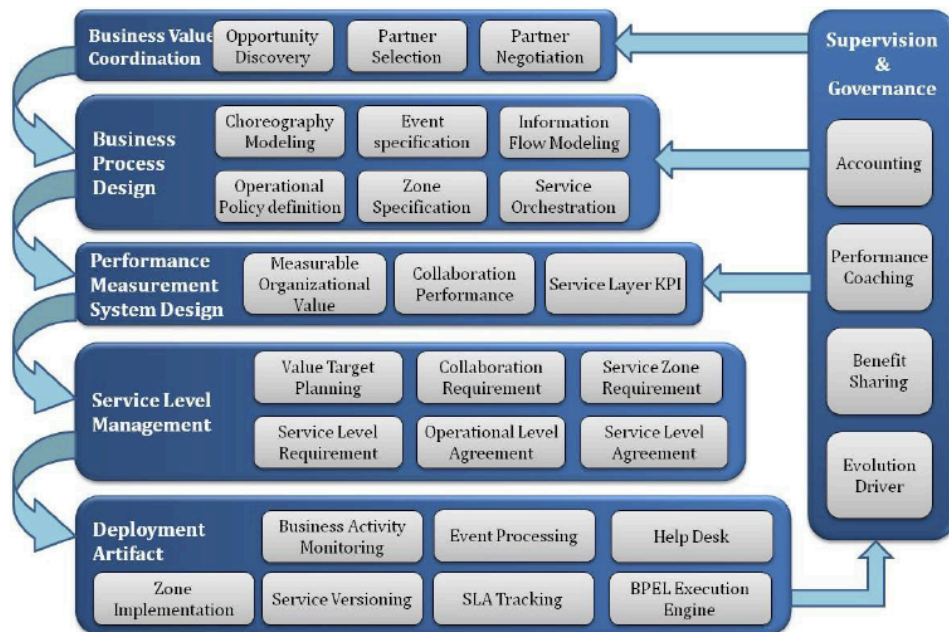 Business Value
Coordination
Opportunity
Discovery
Partner
Selection
Partner
Negotiation
Business
Process
Design
Choreography
Modeling
Event
specification
Information
Flow Modeling
Operational
Policy definition
Zone
Specification
Service
Orchestration
Performance
Measurement
System Design
Measurable
Organizational
Value
Collaboration
Performance
Service Layer KPI
Service Level
Management
Value Target
Planning
Collaboration
Requirement
Service Zone
Requirement
Service Level
Requirement
Operational Level
Agreement
Service Level
Agreement
Deployment
Artifact
Business Activity
Monitoring
Event Processing
Help Desk
Zone
Implementation
Service Versioning
SLA Tracking
BPEL Execution
Engine
Supervision
&
Governance
Accounting
Performance
Coaching
Benefit
Sharing
Evolution
Driver